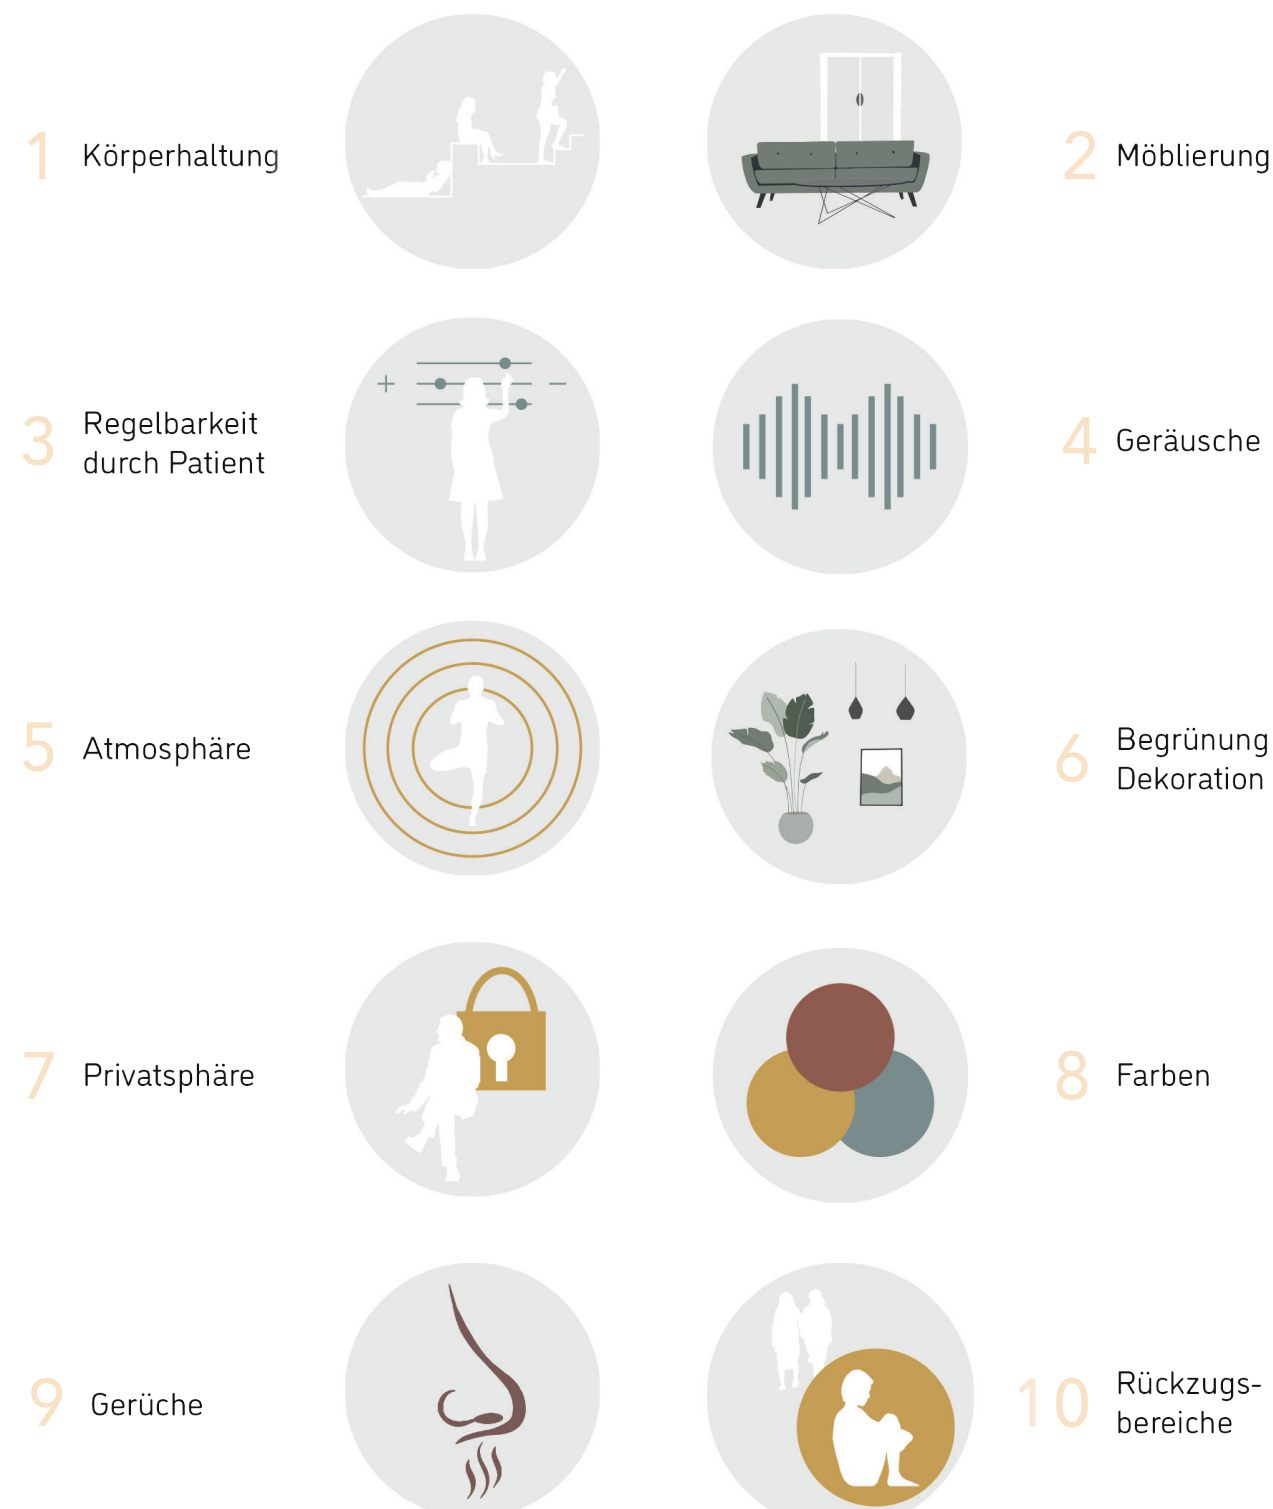 1 Körperhaltung
2 Möblierung
3 Regelbarkeit
durch Patient
4 Geräusche
5 Atmosphäre
6 Begrünung
Dekoration
7 Privatsphäre
8 Farben
9 Gerüche
10 Rückzugs-
bereiche